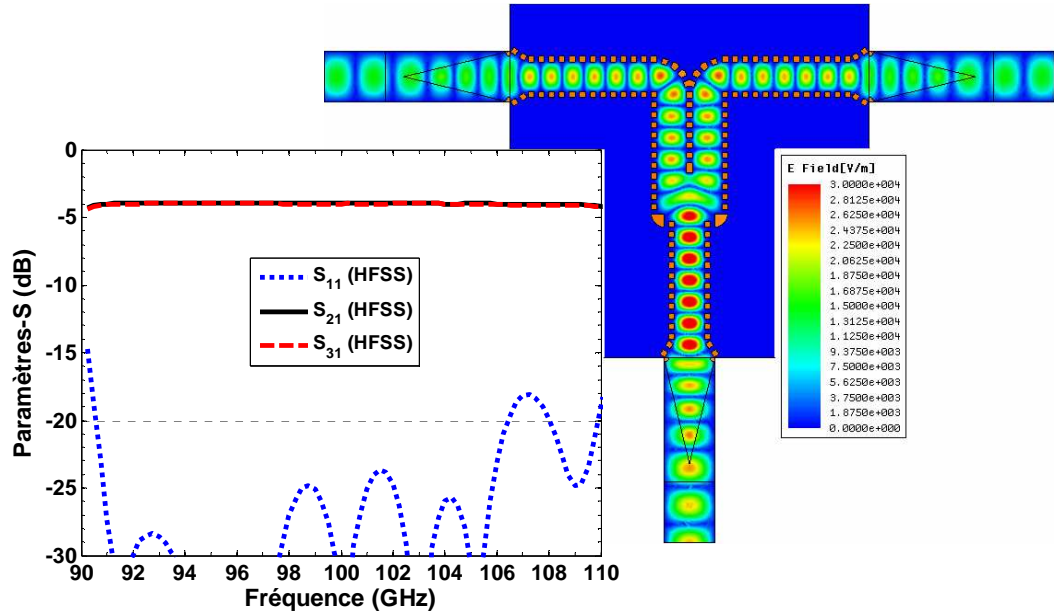 E Field[V/m]
3.0000e+004
2.8125e+004
2.6250e+004
2.4375e+004
2.2500e+004
2.0625e+004
1.8750e+004
1.6875e+004
1.5000e+004
1.3125e+004
1.1250e+004
9.3750e+003
7.5000e+003
5.6250e+003
3.7500e+003
1.8750e+003
0.0000e+000
Paramètres-S (dB)
0
-5
-10
-15
-20
-25
-30
S11 (HFSS)
S21 (HFSS)
S31 (HFSS)
90 92 94 96 98 100 102 104 106 108 110
Fréquence (GHz)